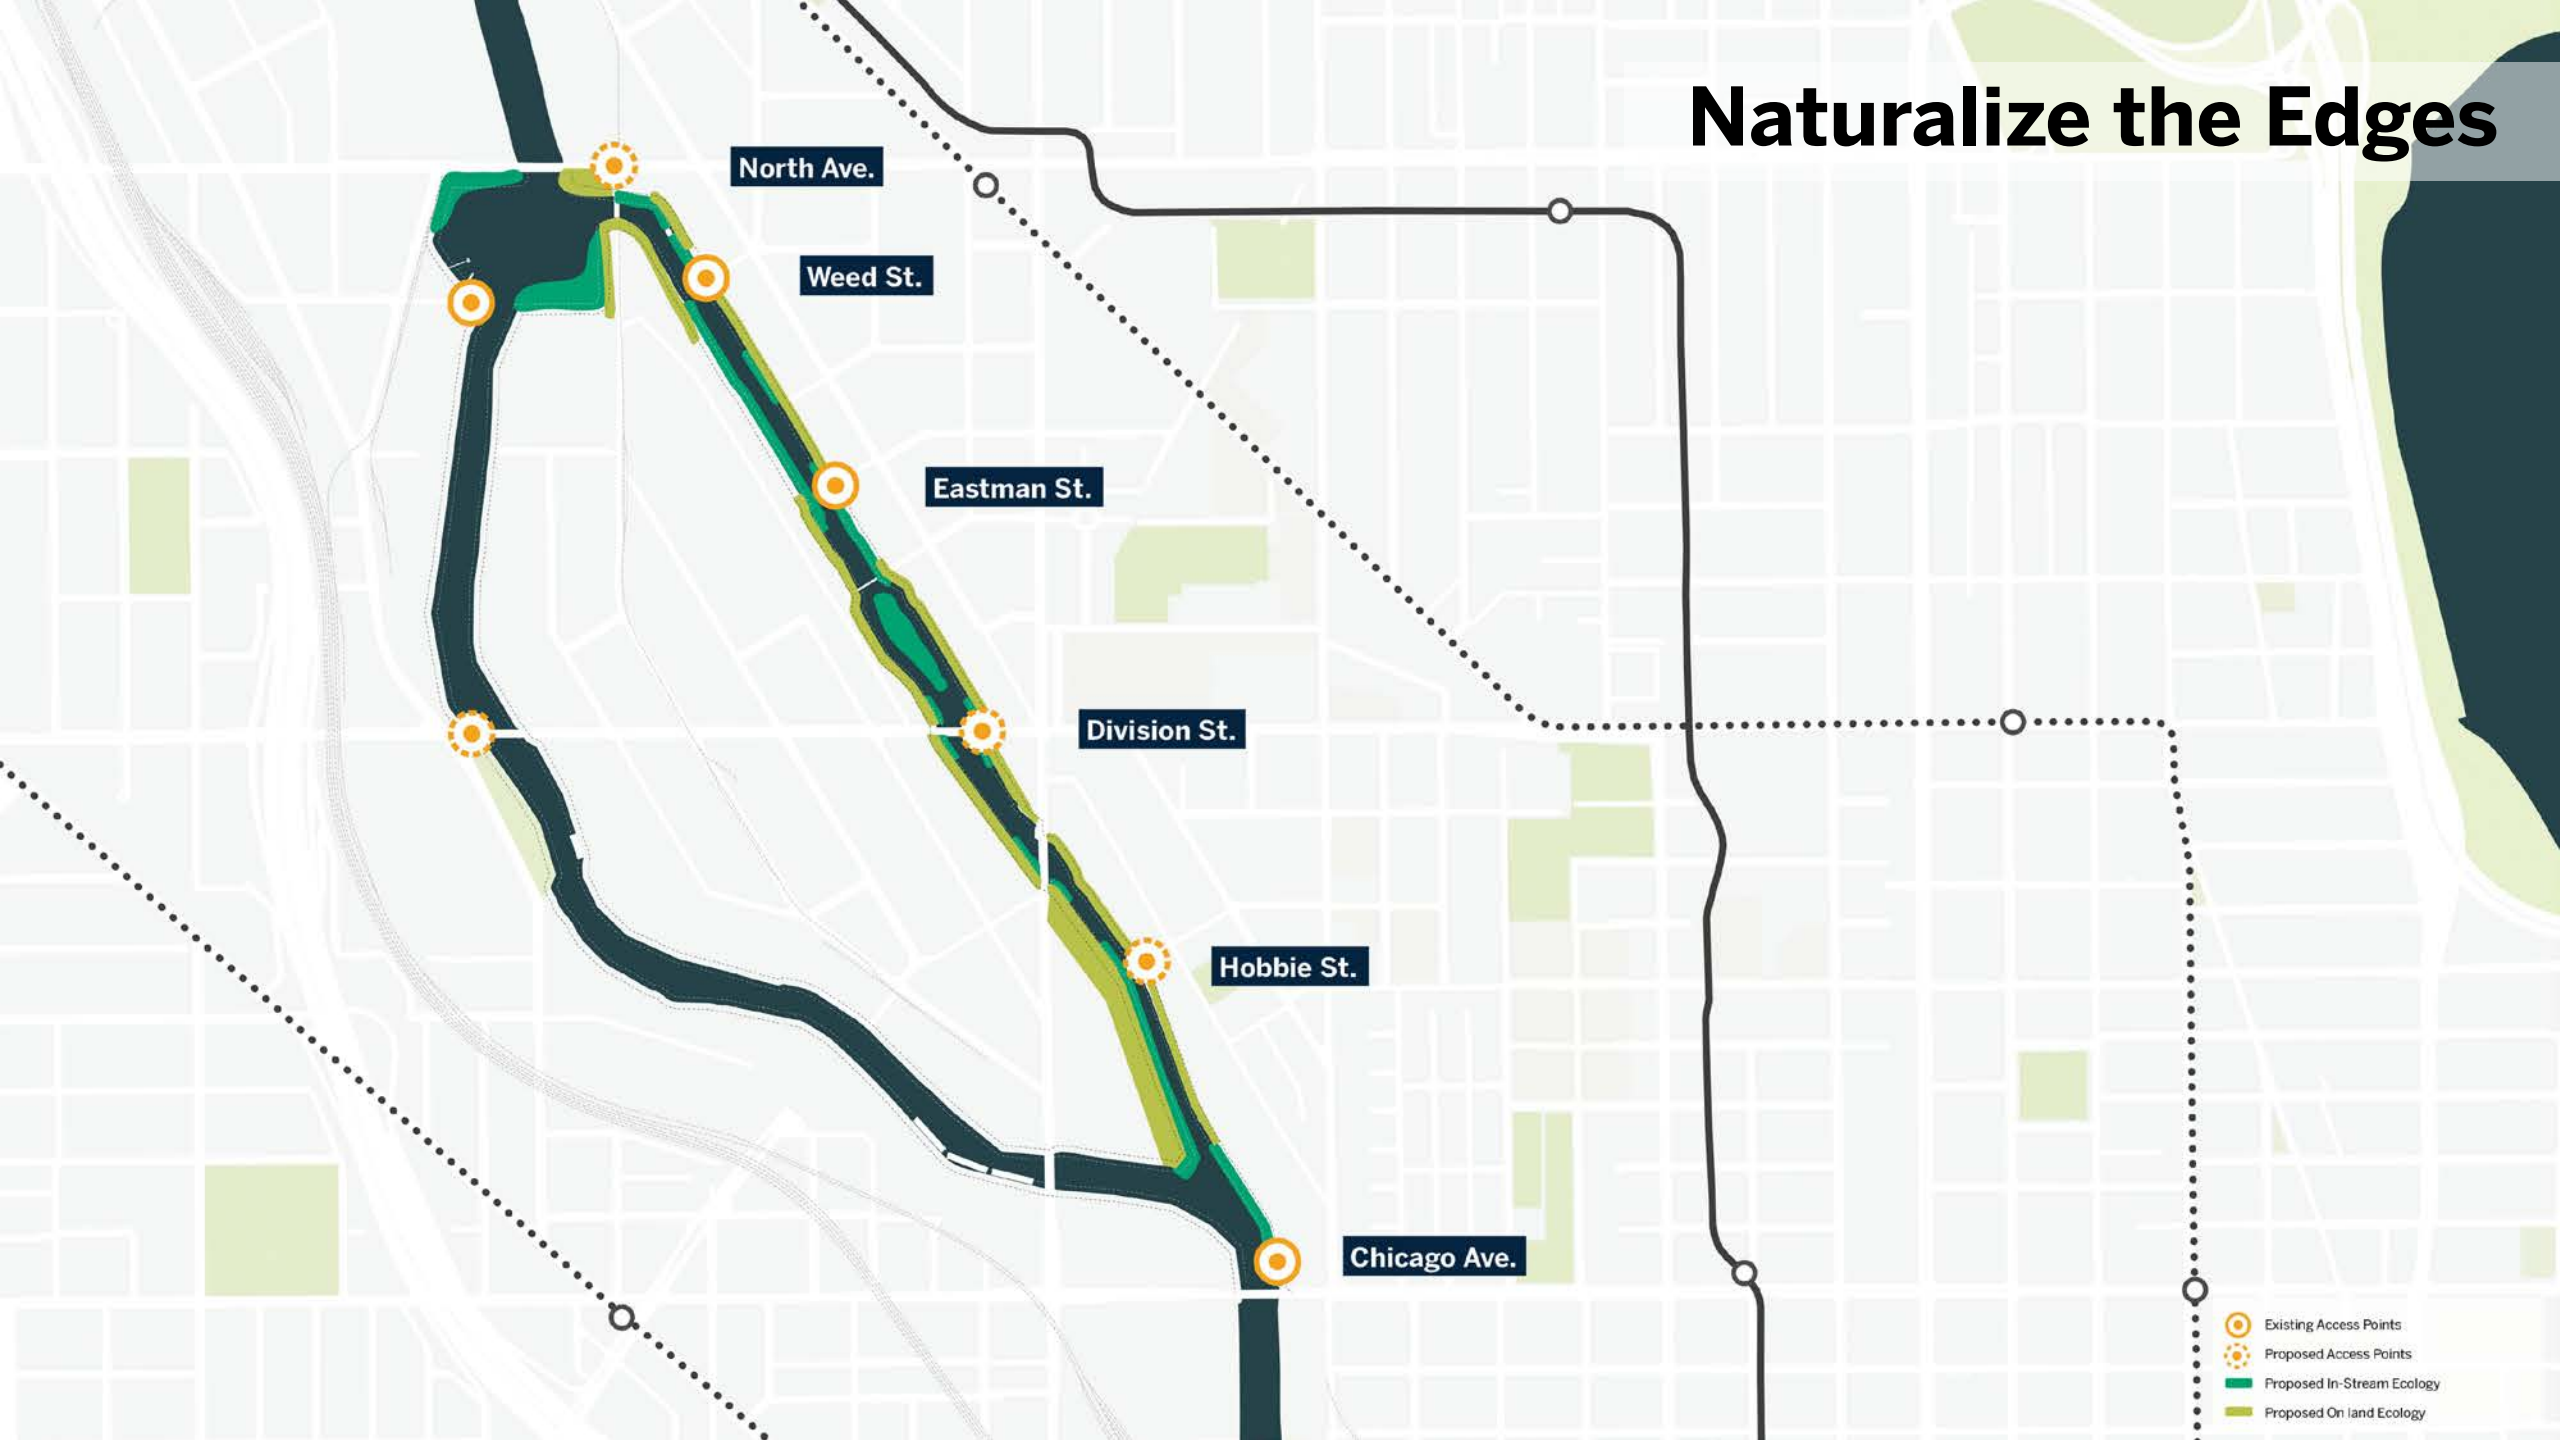 Naturalize the Edges
North Ave.
Weed St.
Eastman St.
Division St.
Hobbie St.
Chicago Ave.
Existing Access Points
Proposed Access Points
Proposed In-Stream Ecology
Proposed On land Ecology